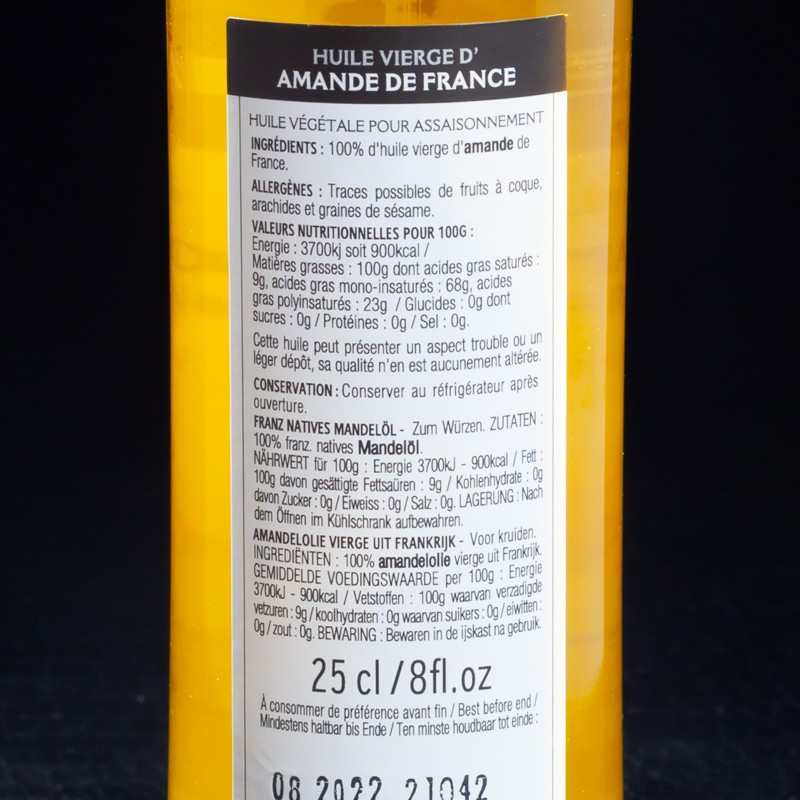 HUILE VIERGE D'
AMANDE DE FRANCE
HUILE VÉGÉTALE POUR ASSAISONNEMENT
INGRÉDIENTS : 100% d'huile vierge d'amande de
France.
ALLERGÈNES : Traces possibles de fruits à coque,
arachides et graines de sésame.
VALEURS NUTRITIONNELLES POUR 100G :
Energie : 3700kj soit 900kcal /
Matières grasses : 100g dont acides gras saturés :
9g, acides gras mono-insaturés : 68g, acides
gras polyinsaturés : 23g / Glucides : 0g dont
sucres : 0g / Protéines : 0g / Sel : 0g.
Cette huile peut présenter un aspect trouble ou un
léger dépôt, sa qualité n'en est aucunement altérée.
CONSERVATION : Conserver au réfrigérateur après
ouverture.
FRANZ NATIVES MANDELÖL - Zum Würzen. ZUTATEN :
100% franz. natives Mandelöl.
NÄHRWERT für 100g : Energie 3700kJ - 900kcal / Fett :
100g davon gesättigte Fettsaüren : 9g / Kohlenhydrate : 0g
davon Zucker : 0g / Eiweiss : 0g / Salz : 0g. LAGERUNG : Nach
dem Öffnen im Kühlschrank aufbewahren.
AMANDELOLIE VIERGE UIT FRANKRIJK - Voor kruiden.
INGREDIËNTEN : 100% amandelolie vierge uit Frankrijk.
GEMIDDELDE VOEDINGSWAARDE per 100g : Energie
3700kJ - 900kcal / Vetstoffen : 100g waarvan verzadigde
vetzuren : 9g / koolhydraten : 0g waarvan suikers : 0g / eiwitten :
0g / zout : 0g. BEWARING : Bewaren in de ijskast na gebruik.
25 cl / 8fl.oz
À consommer de préférence avant fin / Best before end /
Mindestens haltbar bis Ende / Ten minste houdbaar tot einde :
08 2022 21042